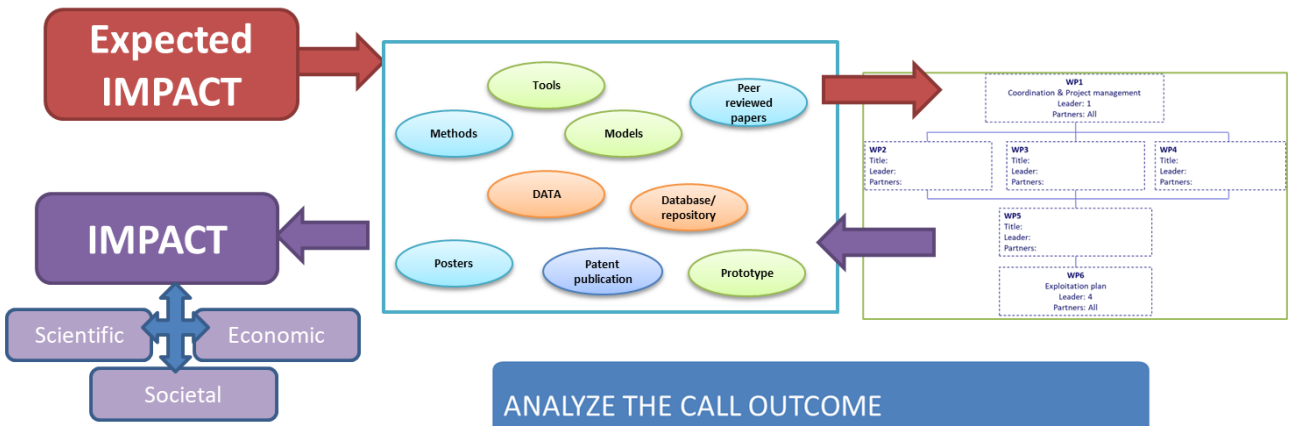 Expected
IMPACT
Tools
Peer
reviewed
papers
Methods
Models
DATA
Database/
repository
Posters
Patent
publication
Prototype
WP1
Coordination & Project management
Leader: 1
Partners: All
WP2
Title:
Leader:
Partners:
WP3
Title:
Leader:
Partners:
WP4
Title:
Leader:
Partners:
WP5
Title:
Leader:
Partners:
WP6
Exploitation plan
Leader: 4
Partners: All
IMPACT
Scientific
Economic
Societal
ANALYZE THE CALL OUTCOME